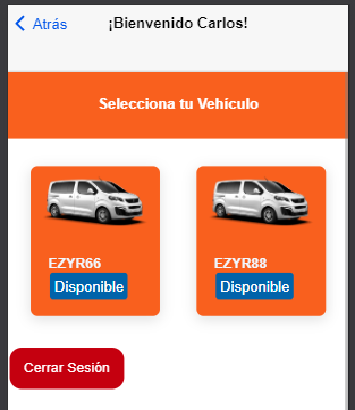 Atrás
¡Bienvenido Carlos!
Selecciona tu Vehículo
EZYR66
Disponible
EZYR88
Disponible
Cerrar Sesión